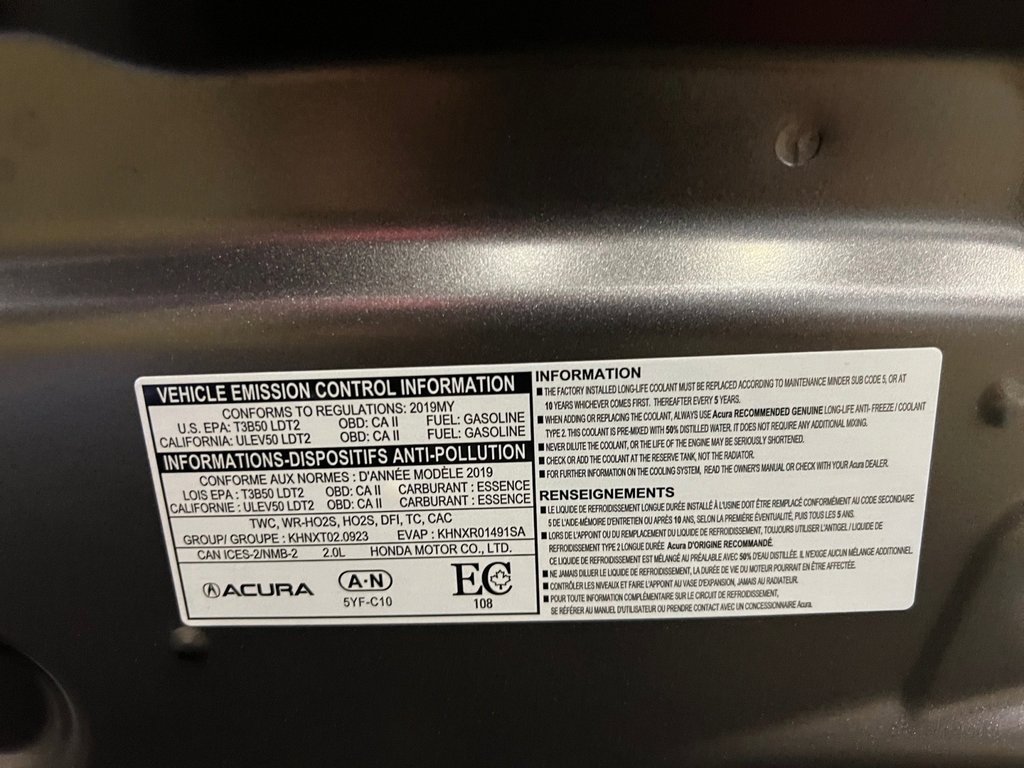 VEHICLE EMISSION CONTROL INFORMATION
CONFORMS TO REGULATIONS: 2019MY
U.S. EPA: T3B50 LDT2 OBD: CA II FUEL: GASOLINE
CALIFORNIA: ULEV50 LDT2 OBD: CA II FUEL: GASOLINE
INFORMATIONS-DISPOSITIFS ANTI-POLLUTION
CONFORME AUX NORMES : D'ANNÉE MODÈLE 2019
LOIS EPA : T3B50 LDT2 OBD: CA II CARBURANT : ESSENCE
CALIFORNIE : ULEV50 LDT2 OBD: CA II CARBURANT : ESSENCE
TWC, WR-HO2S, HO2S, DFI, TC, CAC
GROUP/ GROUPE : KHNXT02.0923 EVAP : KHNXR01491SA
CAN ICES-2/NMB-2 2.0L HONDA MOTOR CO., LTD.
ACURA A·N EC
5YF-C10 108
INFORMATION
■ THE FACTORY INSTALLED LONG-LIFE COOLANT MUST BE REPLACED ACCORDING TO MAINTENANCE MINDER SUB CODE 5, OR AT
10 YEARS WHICHEVER COMES FIRST. THEREAFTER EVERY 5 YEARS.
■ WHEN ADDING OR REPLACING THE COOLANT, ALWAYS USE Acura RECOMMENDED GENUINE LONG-LIFE ANTI- FREEZE / COOLANT
TYPE 2. THIS COOLANT IS PRE-MIXED WITH 50% DISTILLED WATER. IT DOES NOT REQUIRE ANY ADDITIONAL MIXING.
■ NEVER DILUTE THE COOLANT, OR THE LIFE OF THE ENGINE MAY BE SERIOUSLY SHORTENED.
■ CHECK OR ADD THE COOLANT AT THE RESERVE TANK, NOT THE RADIATOR.
■ FOR FURTHER INFORMATION ON THE COOLING SYSTEM, READ THE OWNER'S MANUAL OR CHECK WITH YOUR Acura DEALER.
RENSEIGNEMENTS
■ LE LIQUIDE DE REFROIDISSEMENT LONGUE DURÉE INSTALLÉ À L'USINE DOIT ÊTRE REMPLACÉ CONFORMÉMENT AU CODE SECONDAIRE
5 DE L'AIDE-MÉMOIRE D'ENTRETIEN OU APRÈS 10 ANS, SELON LA PREMIÈRE ÉVENTUALITÉ, PUIS TOUS LES 5 ANS.
■ LORS DE L'APPOINT OU DU REMPLACEMENT DU LIQUIDE DE REFROIDISSEMENT, TOUJOURS UTILISER L'ANTIGEL / LIQUIDE DE
REFROIDISSEMENT TYPE 2 LONGUE DURÉE Acura D'ORIGINE RECOMMANDÉ.
CE LIQUIDE DE REFROIDISSEMENT EST MÉLANGÉ AU PRÉALABLE AVEC 50% D'EAU DISTILLÉE. IL N'EXIGE AUCUN MÉLANGE ADDITIONNEL.
■ NE JAMAIS DILUER LE LIQUIDE DE REFROIDISSEMENT, OU LA DURÉE DE VIE DU MOTEUR POURRAIT EN ÊTRE AFFECTÉE.
■ CONTRÔLER LES NIVEAUX ET FAIRE L'APPOINT AU VASE D'EXPANSION, JAMAIS AU RADIATEUR.
■ POUR TOUTE INFORMATION COMPLÉMENTAIRE SUR LE CIRCUIT DE REFROIDISSEMENT,
SE RÉFÉRER AU MANUEL D'UTILISATEUR OU PRENDRE CONTACT AVEC UN CONCESSIONNAIRE Acura.